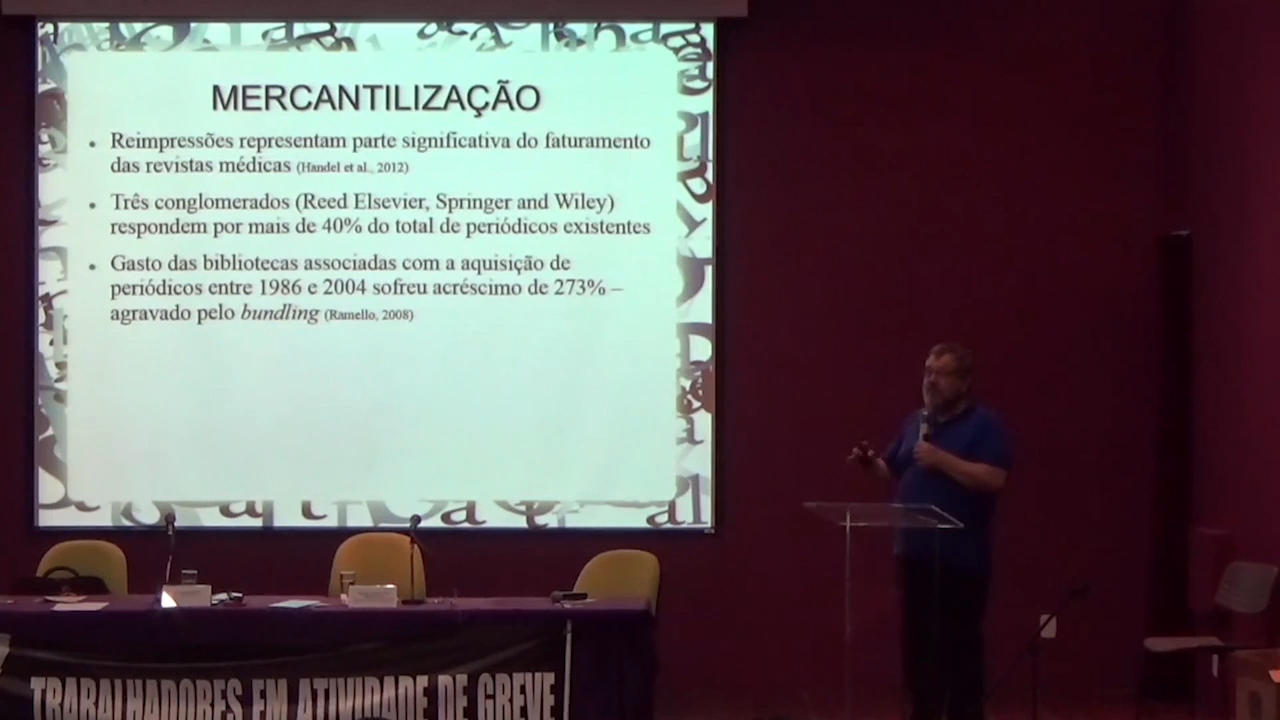 MERCANTILIZAÇÃO
• Reimpressões representam parte significativa do faturamento
das revistas médicas (Handel et al., 2012)
• Três conglomerados (Reed Elsevier, Springer and Wiley)
respondem por mais de 40% do total de periódicos existentes
• Gasto das bibliotecas associadas com a aquisição de
periódicos entre 1986 e 2004 sofreu acréscimo de 273% –
agravado pelo bundling (Ramello, 2008)
TRABALHADORES EM ATIVIDADE DE GREVE